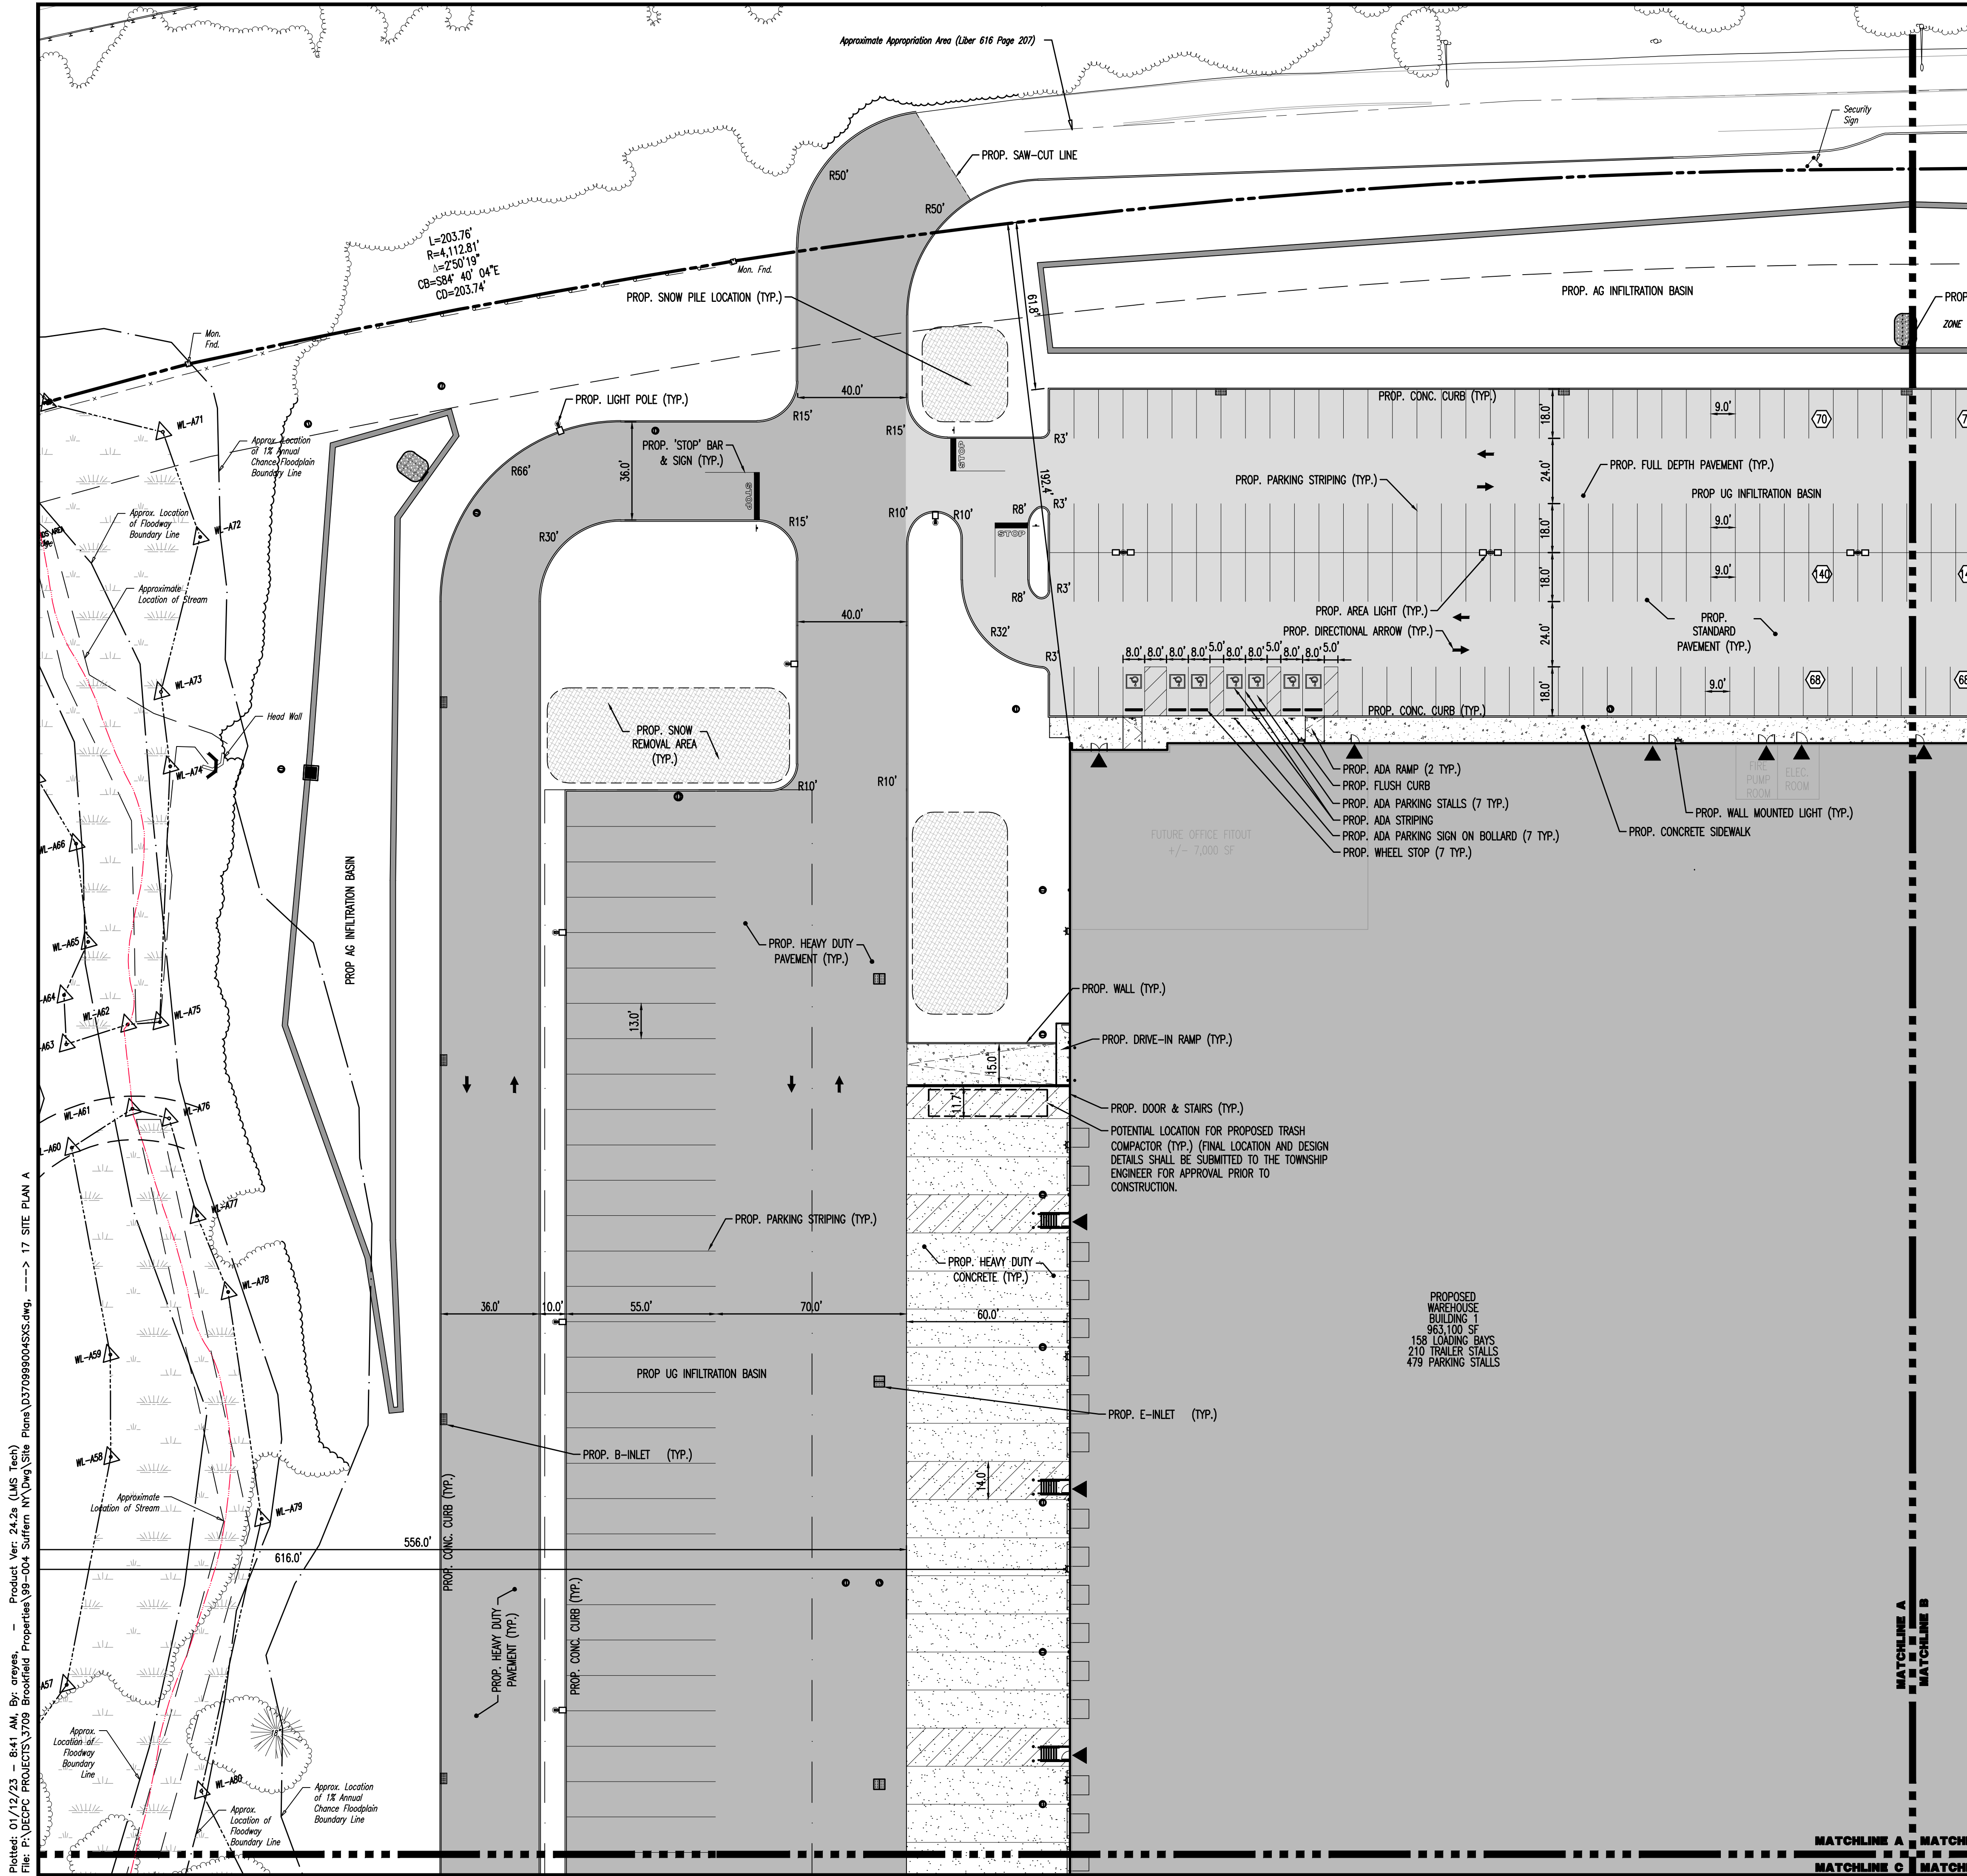 Approximate Appropriation Area (Liber 616 Page 207)
Security
Sign
PROP. SAW-CUT LINE
R50'
R50'
L=203.76'
R=4,112.81'
Δ=2°50'19"
CB=S84° 40' 04"E
CD=203.74'
Mon. Fnd.
PROP. SNOW PILE LOCATION (TYP.)
61.8'
PROP. AG INFILTRATION BASIN
PROP
ZONE
Mon.
Fnd.
PROP. LIGHT POLE (TYP.)
40.0'
R15'
R15'
PROP. CONC. CURB (TYP.)
18.0'
9.0'
70
WL-A71
Approx. Location
of 1% Annual
Chance Floodplain
Boundary Line
R66'
36.0'
PROP. 'STOP' BAR
& SIGN (TYP.)
STOP
STOP
R3'
192.4'
PROP. PARKING STRIPING (TYP.)
24.0'
PROP. FULL DEPTH PAVEMENT (TYP.)
PROP UG INFILTRATION BASIN
Approx. Location
of Floodway
Boundary Line
WL-A72
R30'
R15'
R10'
R10'
R8'
R3'
STOP
18.0'
9.0'
18.0'
9.0'
140
Approximate
Location of Stream
R8'
R3'
40.0'
R32'
PROP. AREA LIGHT (TYP.)
PROP. DIRECTIONAL ARROW (TYP.)
24.0'
PROP.
STANDARD
PAVEMENT (TYP.)
R3'
8.0' 8.0' 8.0' 8.0' 5.0' 8.0' 8.0' 5.0' 8.0' 8.0' 5.0'
18.0'
9.0'
68
68
PROP. CONC. CURB (TYP.)
WL-A73
Head Wall
WL-A74
PROP. SNOW
REMOVAL AREA
(TYP.)
R10'
R10'
PROP. ADA RAMP (2 TYP.)
PROP. FLUSH CURB
PROP. ADA PARKING STALLS (7 TYP.)
PROP. ADA STRIPING
PROP. ADA PARKING SIGN ON BOLLARD (7 TYP.)
PROP. WHEEL STOP (7 TYP.)
FIRE
PUMP
ROOM
ELEC.
ROOM
PROP. WALL MOUNTED LIGHT (TYP.)
PROP. CONCRETE SIDEWALK
FUTURE OFFICE FITOUT
+/- 7,000 SF
WL-A66
PROP AG INFILTRATION BASIN
WL-A65
PROP. HEAVY DUTY
PAVEMENT (TYP.)
PROP. WALL (TYP.)
-A64
WL-A62
WL-A75
-A63
13.0'
PROP. DRIVE-IN RAMP (TYP.)
15.0'
11.7'
PROP. DOOR & STAIRS (TYP.)
POTENTIAL LOCATION FOR PROPOSED TRASH
COMPACTOR (TYP.) (FINAL LOCATION AND DESIGN
DETAILS SHALL BE SUBMITTED TO THE TOWNSHIP
ENGINEER FOR APPROVAL PRIOR TO
CONSTRUCTION.
WL-A61
WL-A76
L-A60
WL-A77
PROP. PARKING STRIPING (TYP.)
PROP. HEAVY DUTY
CONCRETE (TYP.)
WL-A78
36.0'
10.0'
55.0'
70.0'
60.0'
PROPOSED
WAREHOUSE
BUILDING 1
963,100 SF
158 LOADING BAYS
210 TRAILER STALLS
479 PARKING STALLS
WL-A59
PROP UG INFILTRATION BASIN
PROP. E-INLET (TYP.)
PROP. B-INLET (TYP.)
WL-A58
14.0'
Approximate
Location of Stream
WL-A79
PROP. CONC. CURB (TYP.)
556.0'
616.0'
PROP. HEAVY DUTY
PAVEMENT (TYP.)
PROP. CONC. CURB (TYP.)
MATCHLINE A
MATCHLINE B
A57
Approx.
Location of
Floodway
Boundary
Line
18"
WL-A80
Approx.
Location of
Floodway
Boundary Line
Approx. Location
of 1% Annual
Chance Floodplain
Boundary Line
MATCHLINE A
MATCH
MATCHLINE C
MATCH
Plotted: 01/12/23 - 8:41 AM, By: areyes, - Product Ver: 24.2s (LMS Tech)
File: P:\DECPC PROJECTS\3709 Brookfield Properties\99-004 Suffern NY\Dwg\Site Plans\D370999004SXS.dwg, ----> 17 SITE PLAN A